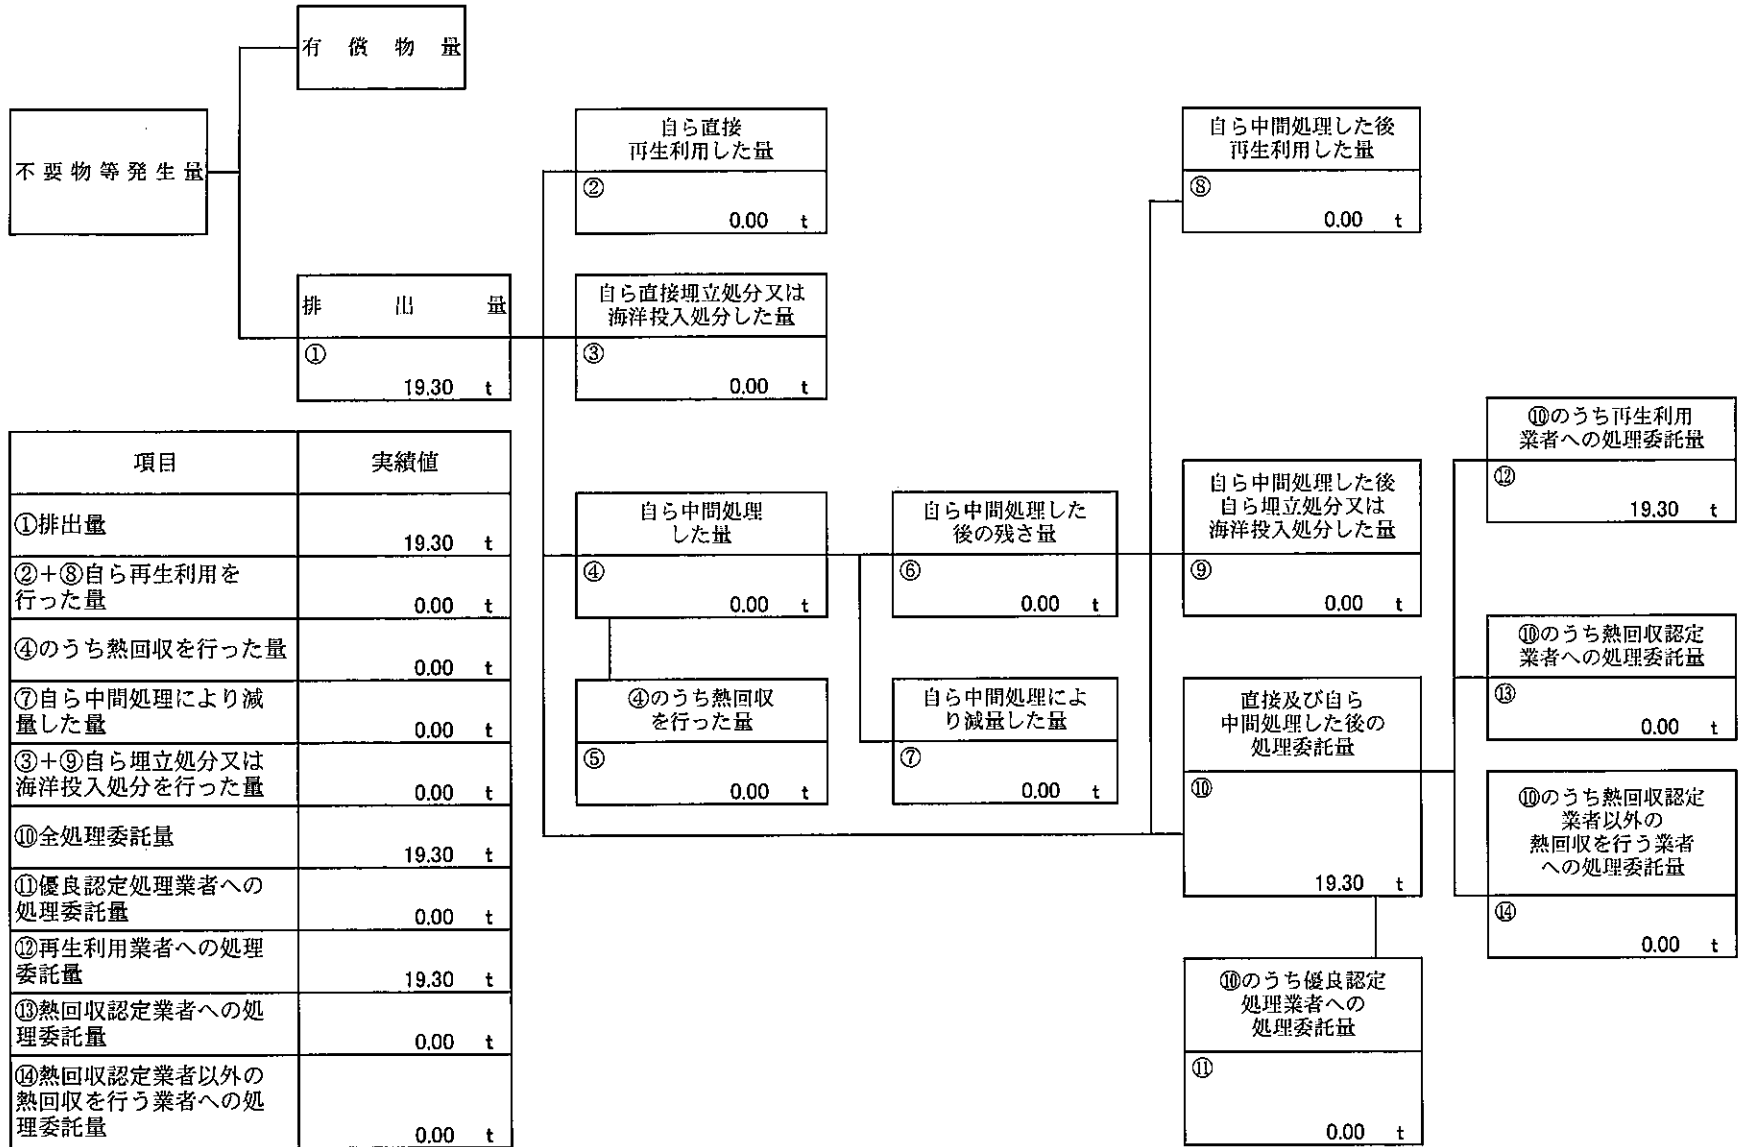 有償物量
不要物等発生量
排出量
①
19.30 t
自ら直接
再生利用した量
②
0.00 t
自ら直接埋立処分又は
海洋投入処分した量
③
0.00 t
自ら中間処理した後
再生利用した量
⑧
0.00 t
自ら中間処理
した量
④
0.00 t
④のうち熱回収
を行った量
⑤
0.00 t
自ら中間処理した
後の残さ量
⑥
0.00 t
自ら中間処理によ
り減量した量
⑦
0.00 t
自ら中間処理した後
自ら埋立処分又は
海洋投入処分した量
⑨
0.00 t
直接及び自ら
中間処理した後の
処理委託量
⑩
19.30 t
⑩のうち優良認定
処理業者への
処理委託量
⑪
0.00 t
⑩のうち再生利用
業者への処理委託量
⑫
19.30 t
⑩のうち熱回収認定
業者への処理委託量
⑬
0.00 t
⑩のうち熱回収認定
業者以外の
熱回収を行う業者
への処理委託量
⑭
0.00 t
項目 実績値
①排出量
19.30 t
②+⑧自ら再生利用を
行った量
0.00 t
④のうち熱回収を行った量
0.00 t
⑦自ら中間処理により減
量した量
0.00 t
③+⑨自ら埋立処分又は
海洋投入処分を行った量
0.00 t
⑩全処理委託量
19.30 t
⑪優良認定処理業者への
処理委託量
0.00 t
⑫再生利用業者への処理
委託量
19.30 t
⑬熱回収認定業者への処
理委託量
0.00 t
⑭熱回収認定業者以外の
熱回収を行う業者への処
理委託量
0.00 t